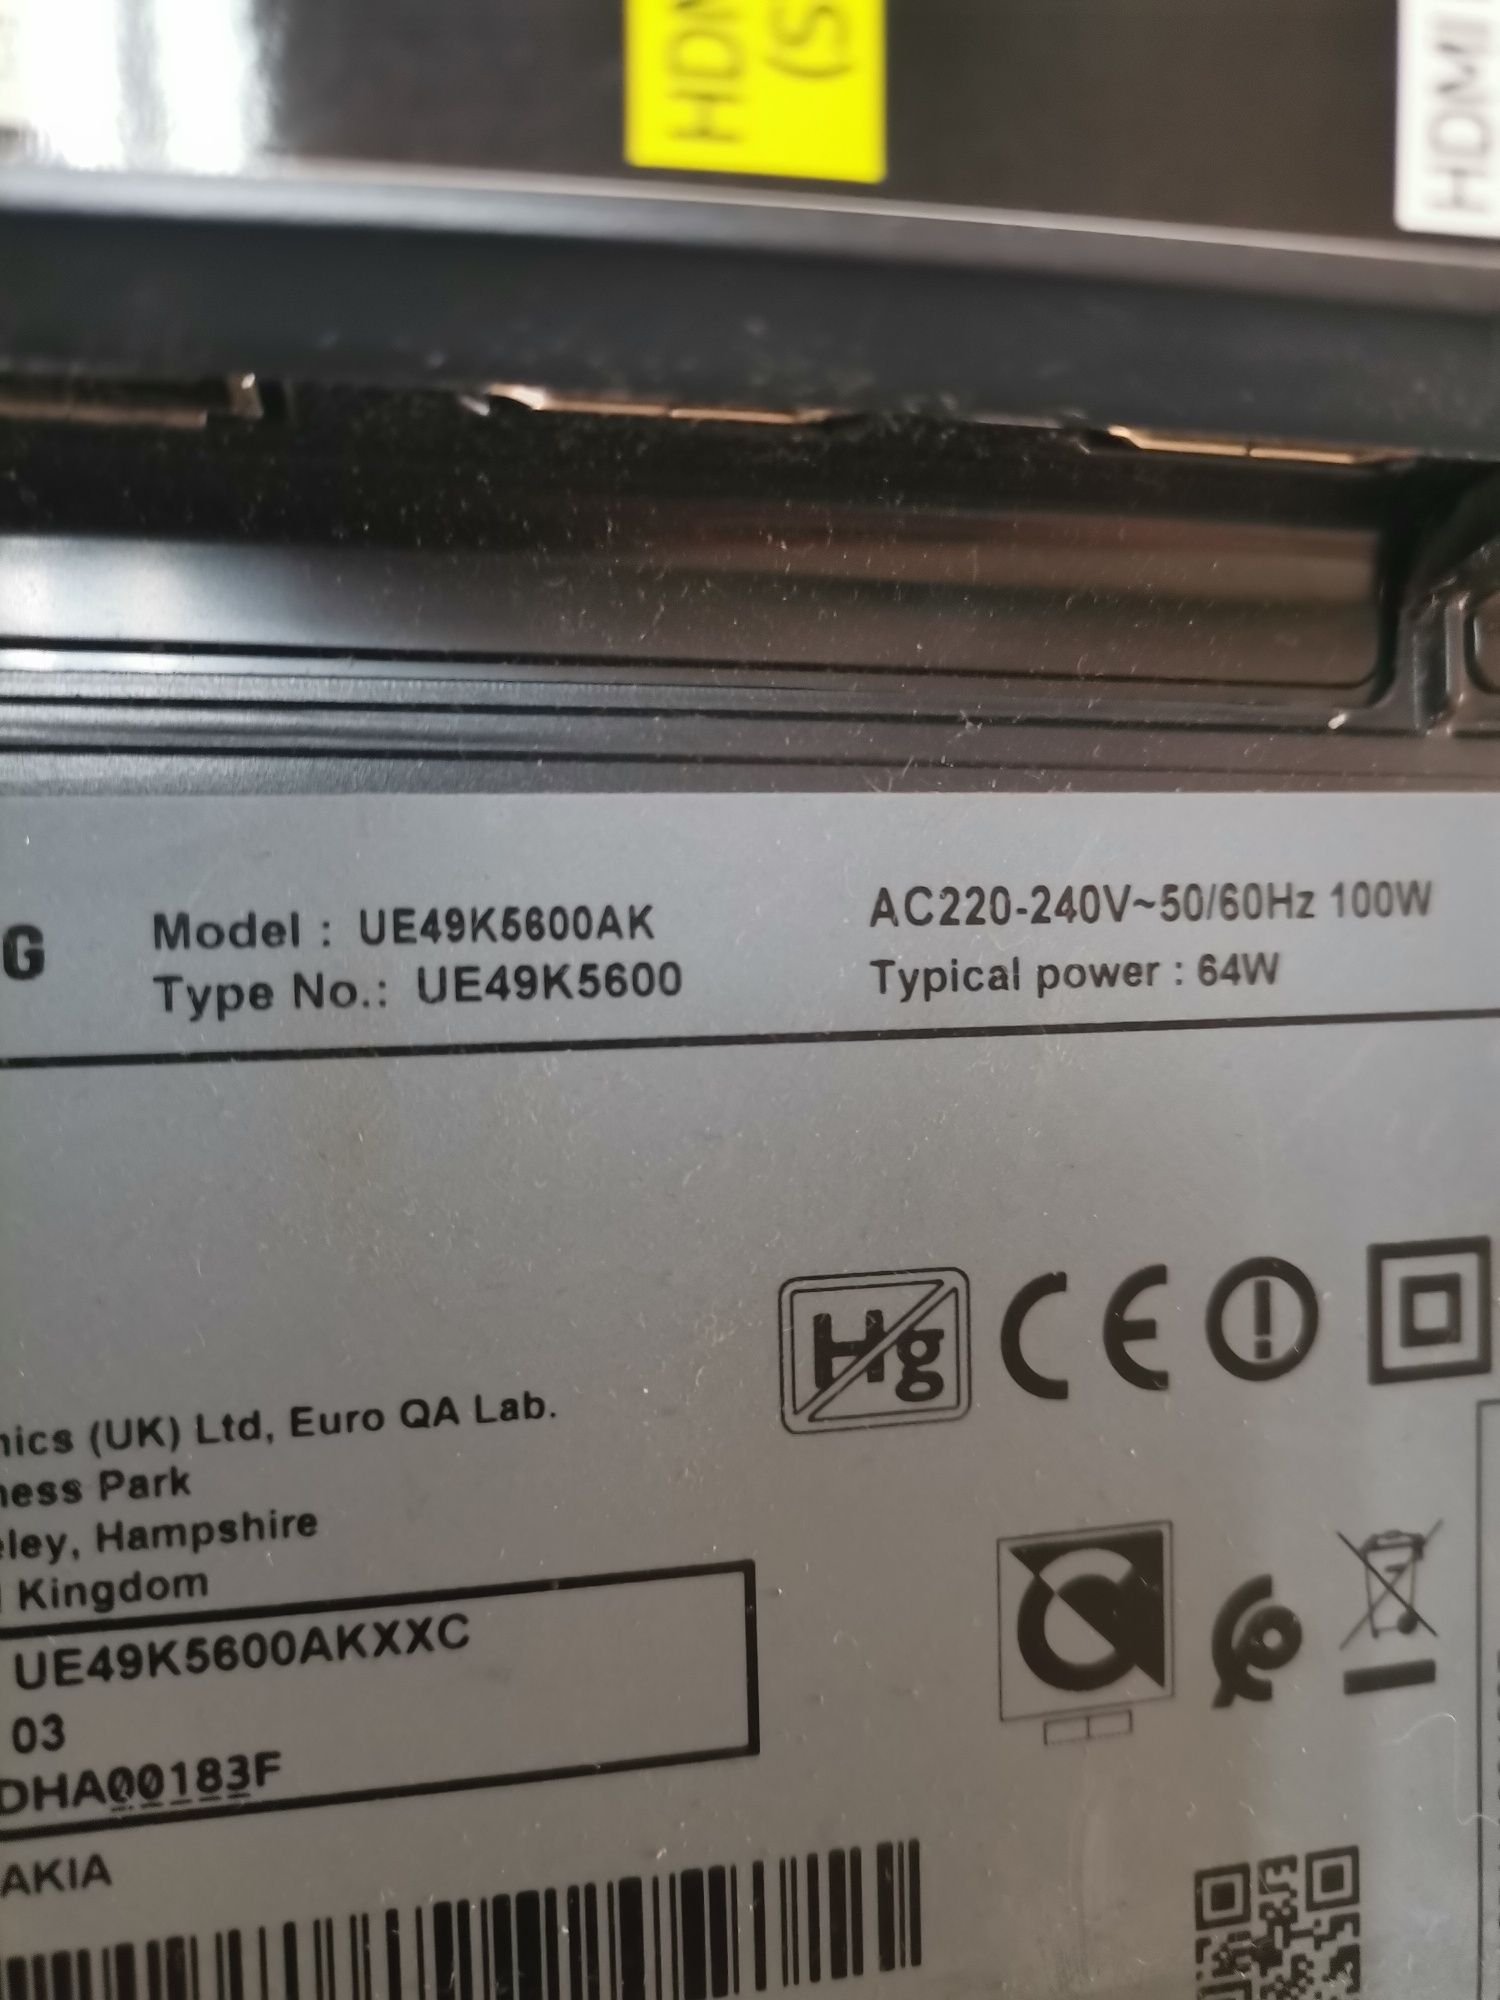 HDM
(S
HDMI
G
Model : UE49K5600AK
Type No.: UE49K5600
AC220-240V~50/60Hz 100W
Typical power : 64W
Hg CE
nics (UK) Ltd, Euro QA Lab.
ness Park
eley, Hampshire
Kingdom
UE49K5600AKXXC
03
DHA00183F
AKIA